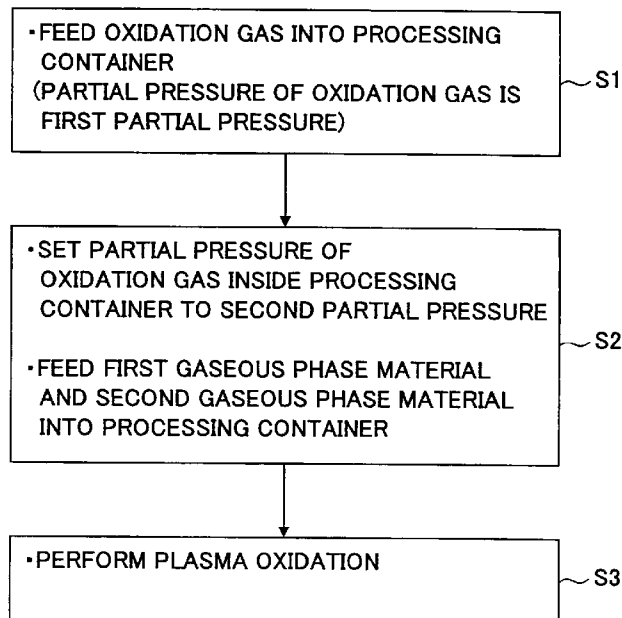 ·FEED OXIDATION GAS INTO PROCESSING
CONTAINER
(PARTIAL PRESSURE OF OXIDATION GAS IS
FIRST PARTIAL PRESSURE)
S1
·SET PARTIAL PRESSURE OF
OXIDATION GAS INSIDE PROCESSING
CONTAINER TO SECOND PARTIAL PRESSURE
·FEED FIRST GASEOUS PHASE MATERIAL
AND SECOND GASEOUS PHASE MATERIAL
INTO PROCESSING CONTAINER
S2
·PERFORM PLASMA OXIDATION
S3